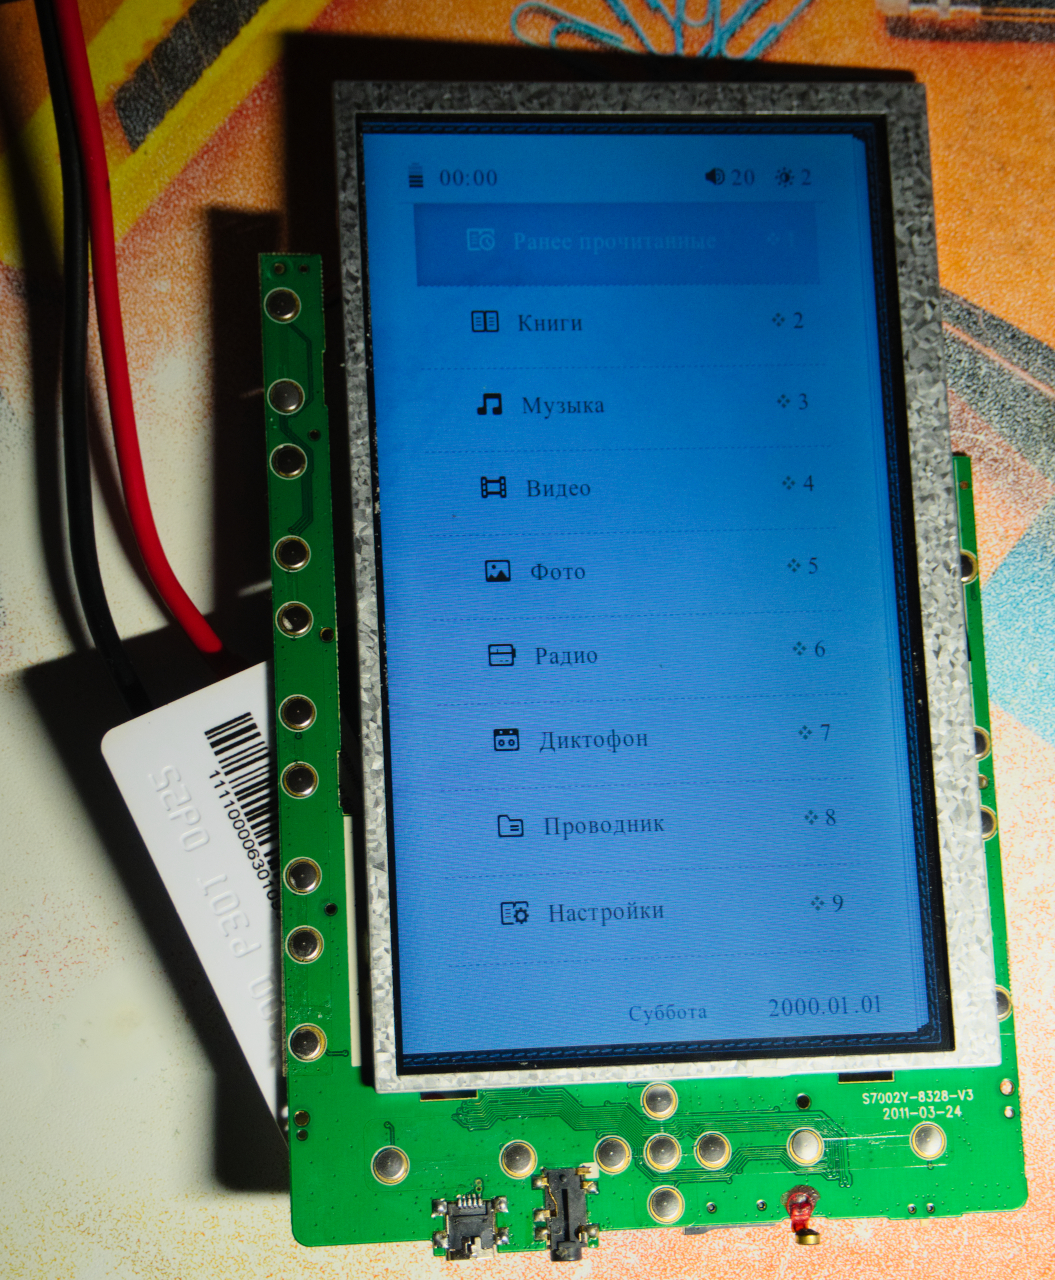 00:00 20 2
Ранее прочитанные 1
Книги 2
Музыка 3
Видео 4
Фото 5
Радио 6
Диктофон 7
Проводник 8
Настройки 9
Суббота 2000.01.01
S7002Y-8328-V3
2011-03-24